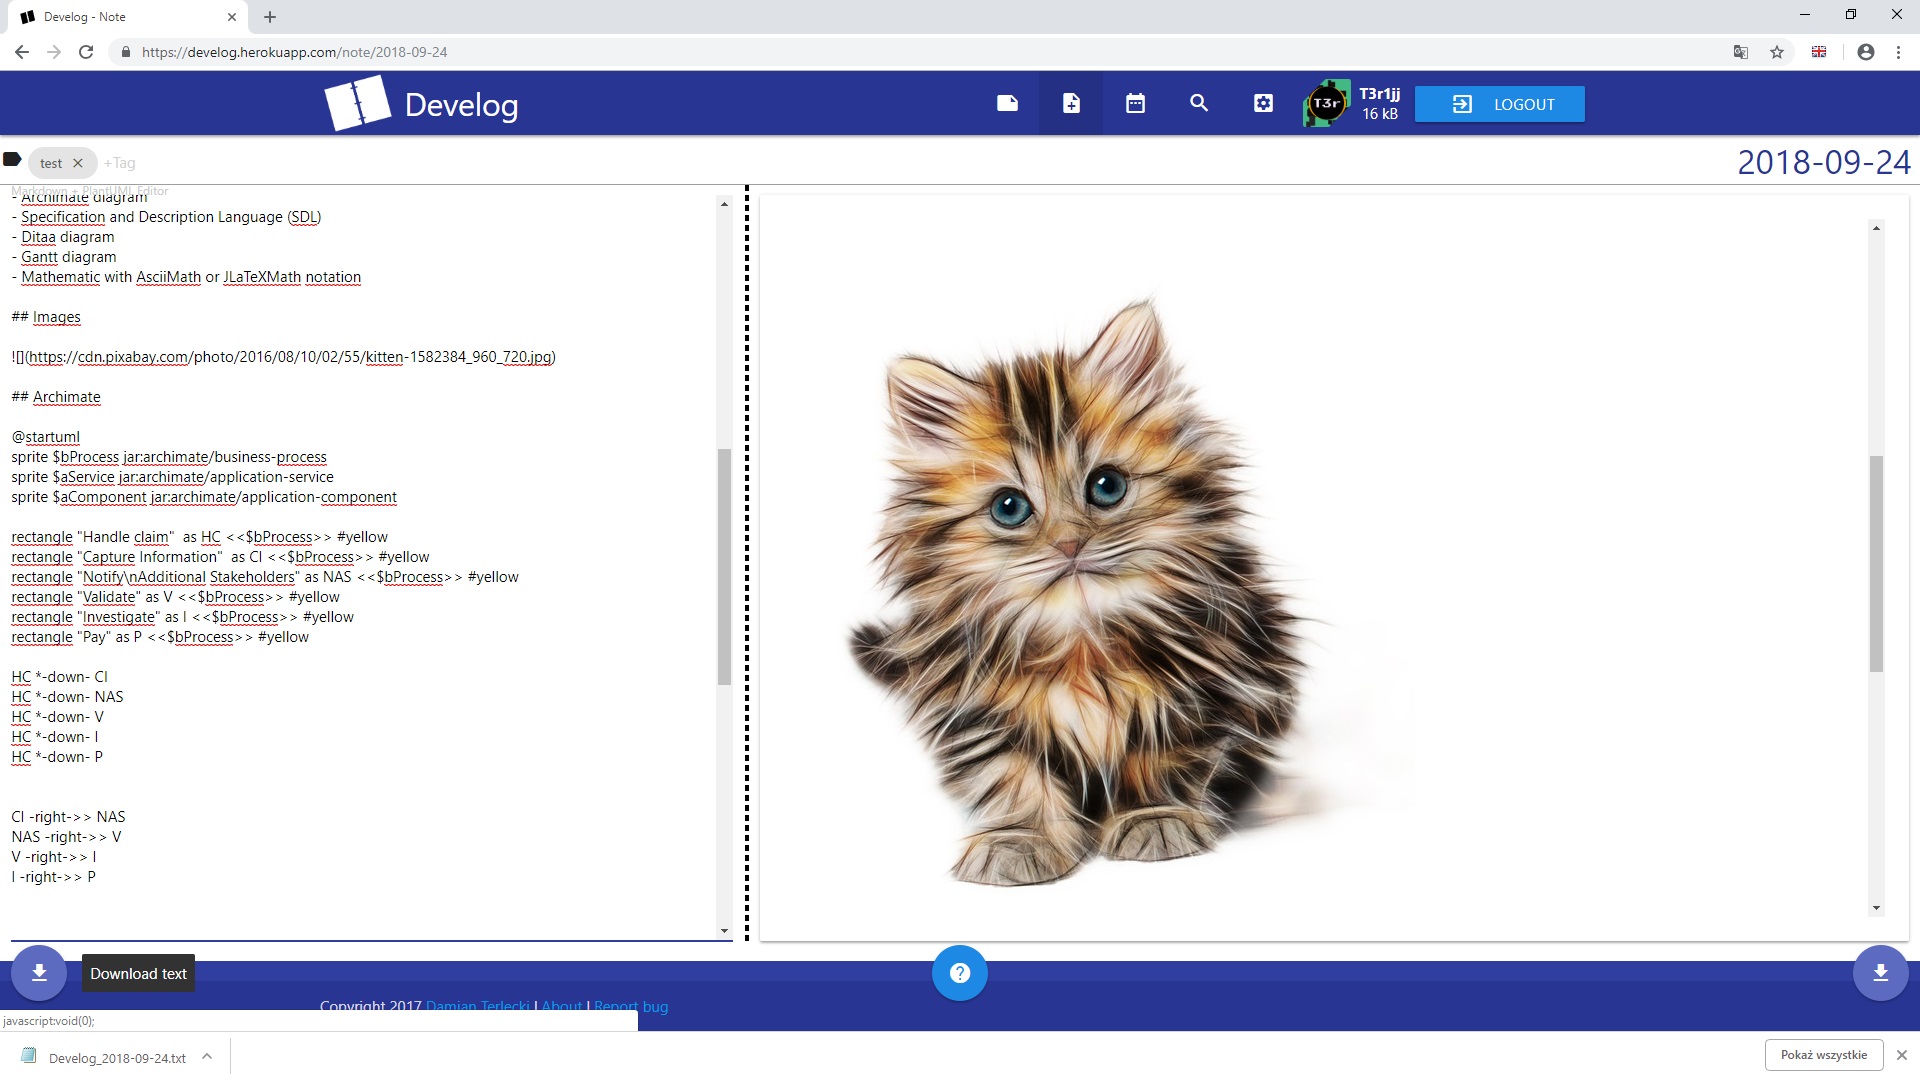 Develog - Note
https://develog.herokuapp.com/note/2018-09-24
Develog
T3r
T3r1jj
16 kB
LOGOUT
test
+Tag
2018-09-24
Markdown + PlantUML Editor
- Archimate diagram
- Specification and Description Language (SDL)
- Ditaa diagram
- Gantt diagram
- Mathematic with AsciiMath or JLaTeXMath notation
## Images
![](https://cdn.pixabay.com/photo/2016/08/10/02/55/kitten-1582384_960_720.jpg)
## Archimate
@startuml
sprite $bProcess jar:archimate/business-process
sprite $aService jar:archimate/application-service
sprite $aComponent jar:archimate/application-component
rectangle "Handle claim"  as HC <<$bProcess>> #yellow
rectangle "Capture Information"  as CI <<$bProcess>> #yellow
rectangle "Notify\nAdditional Stakeholders" as NAS <<$bProcess>> #yellow
rectangle "Validate" as V <<$bProcess>> #yellow
rectangle "Investigate" as I <<$bProcess>> #yellow
rectangle "Pay" as P <<$bProcess>> #yellow
HC *-down- CI
HC *-down- NAS
HC *-down- V
HC *-down- I
HC *-down- P
CI -right->> NAS
NAS -right->> V
V -right->> I
I -right->> P
Download text
Copyright 2017 Damian Terlecki | About | Report bug
javascript:void(0);
Develog_2018-09-24.txt
Pokaż wszystkie